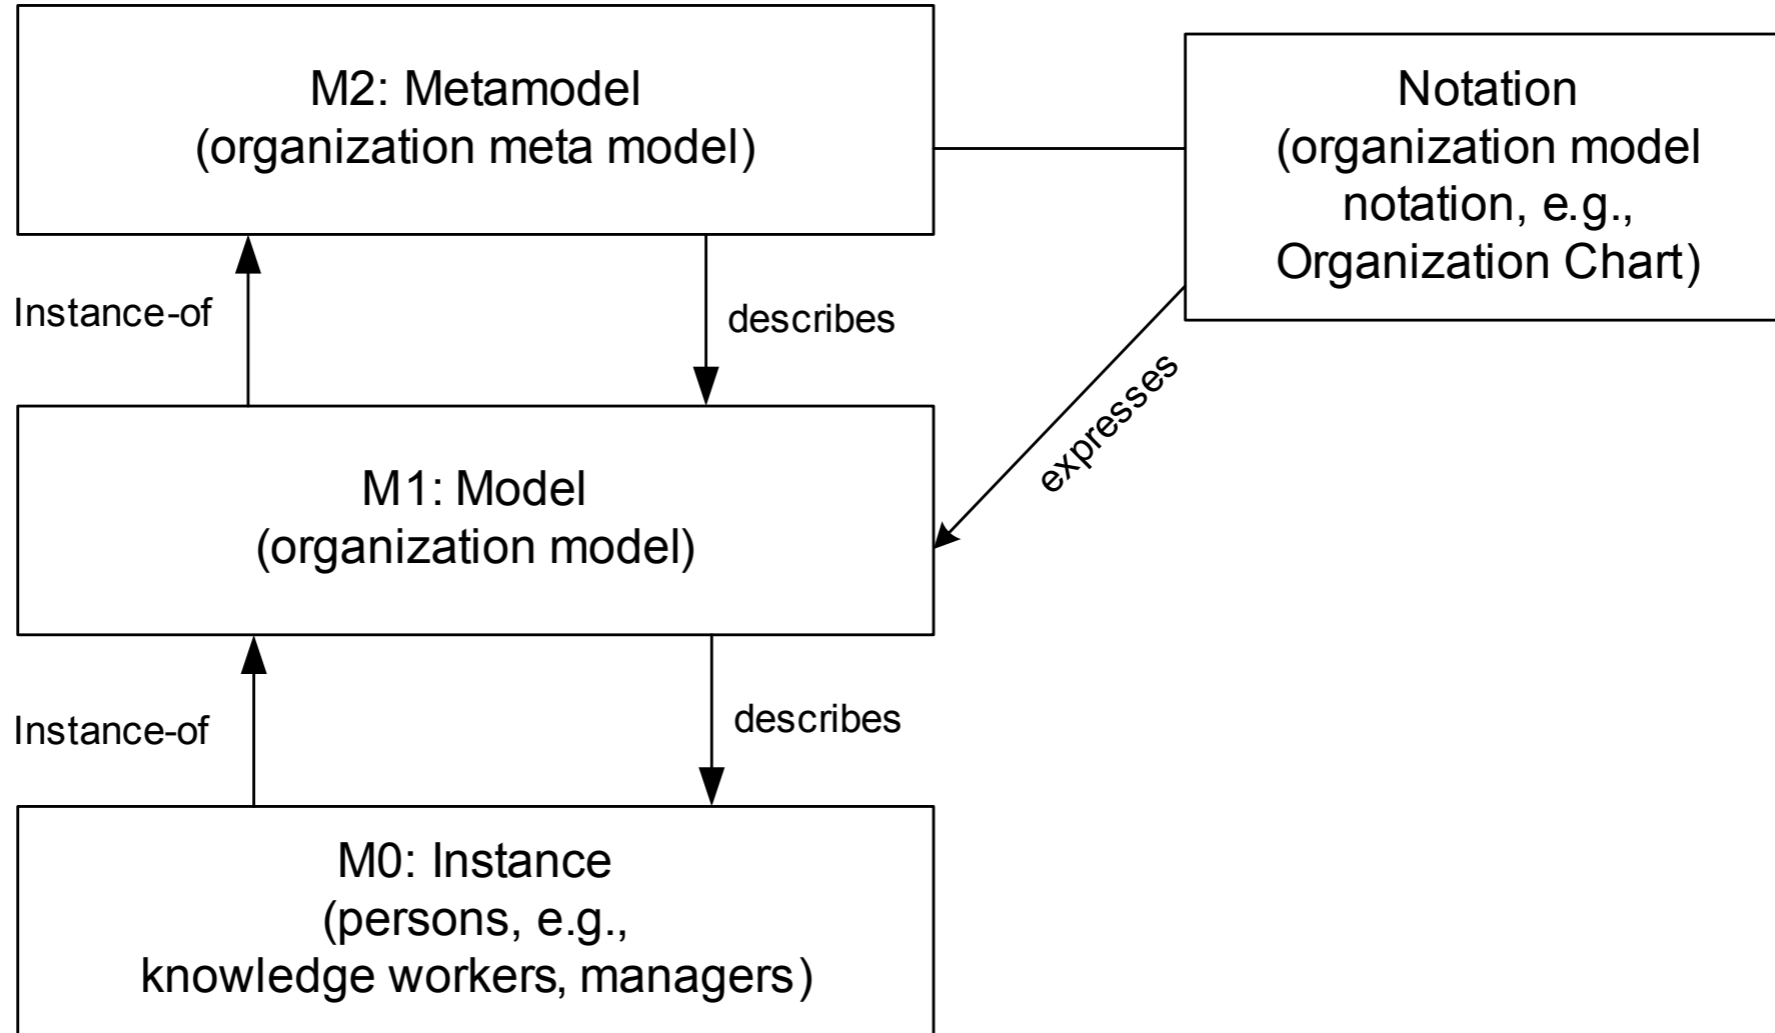 M2: Metamodel
(organization meta model)
Notation
(organization model
notation, e.g.,
Organization Chart)
Instance-of
describes
expresses
M1: Model
(organization model)
Instance-of
describes
M0: Instance
(persons, e.g.,
knowledge workers, managers)